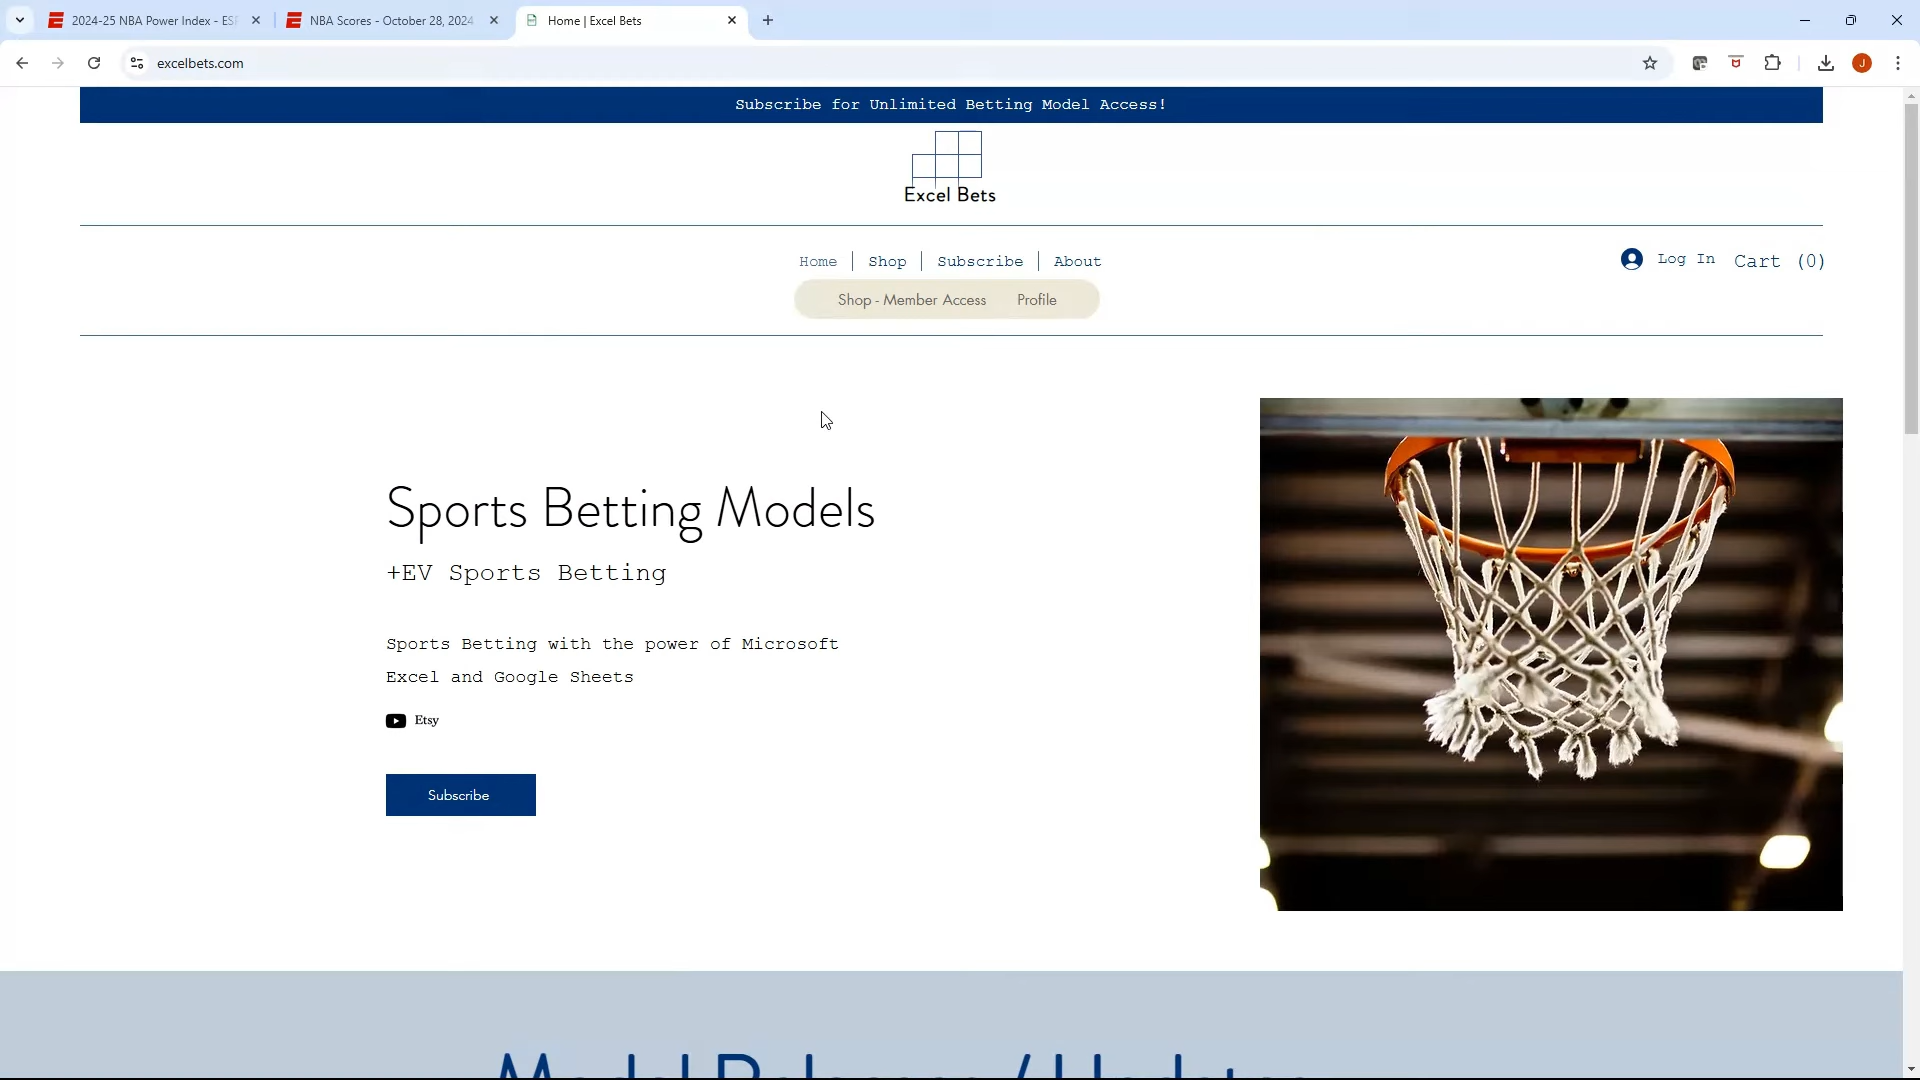 2024-25 NBA Power Index - ES
NBA Scores - October 28, 2024
Home | Excel Bets
excelbets.com
J
Subscribe for Unlimited Betting Model Access!
Excel Bets
Home
Shop
Subscribe
About
Log In
Cart (0)
Shop - Member Access
Profile
Sports Betting Models
+EV Sports Betting
Sports Betting with the power of Microsoft
Excel and Google Sheets
Etsy
Subscribe